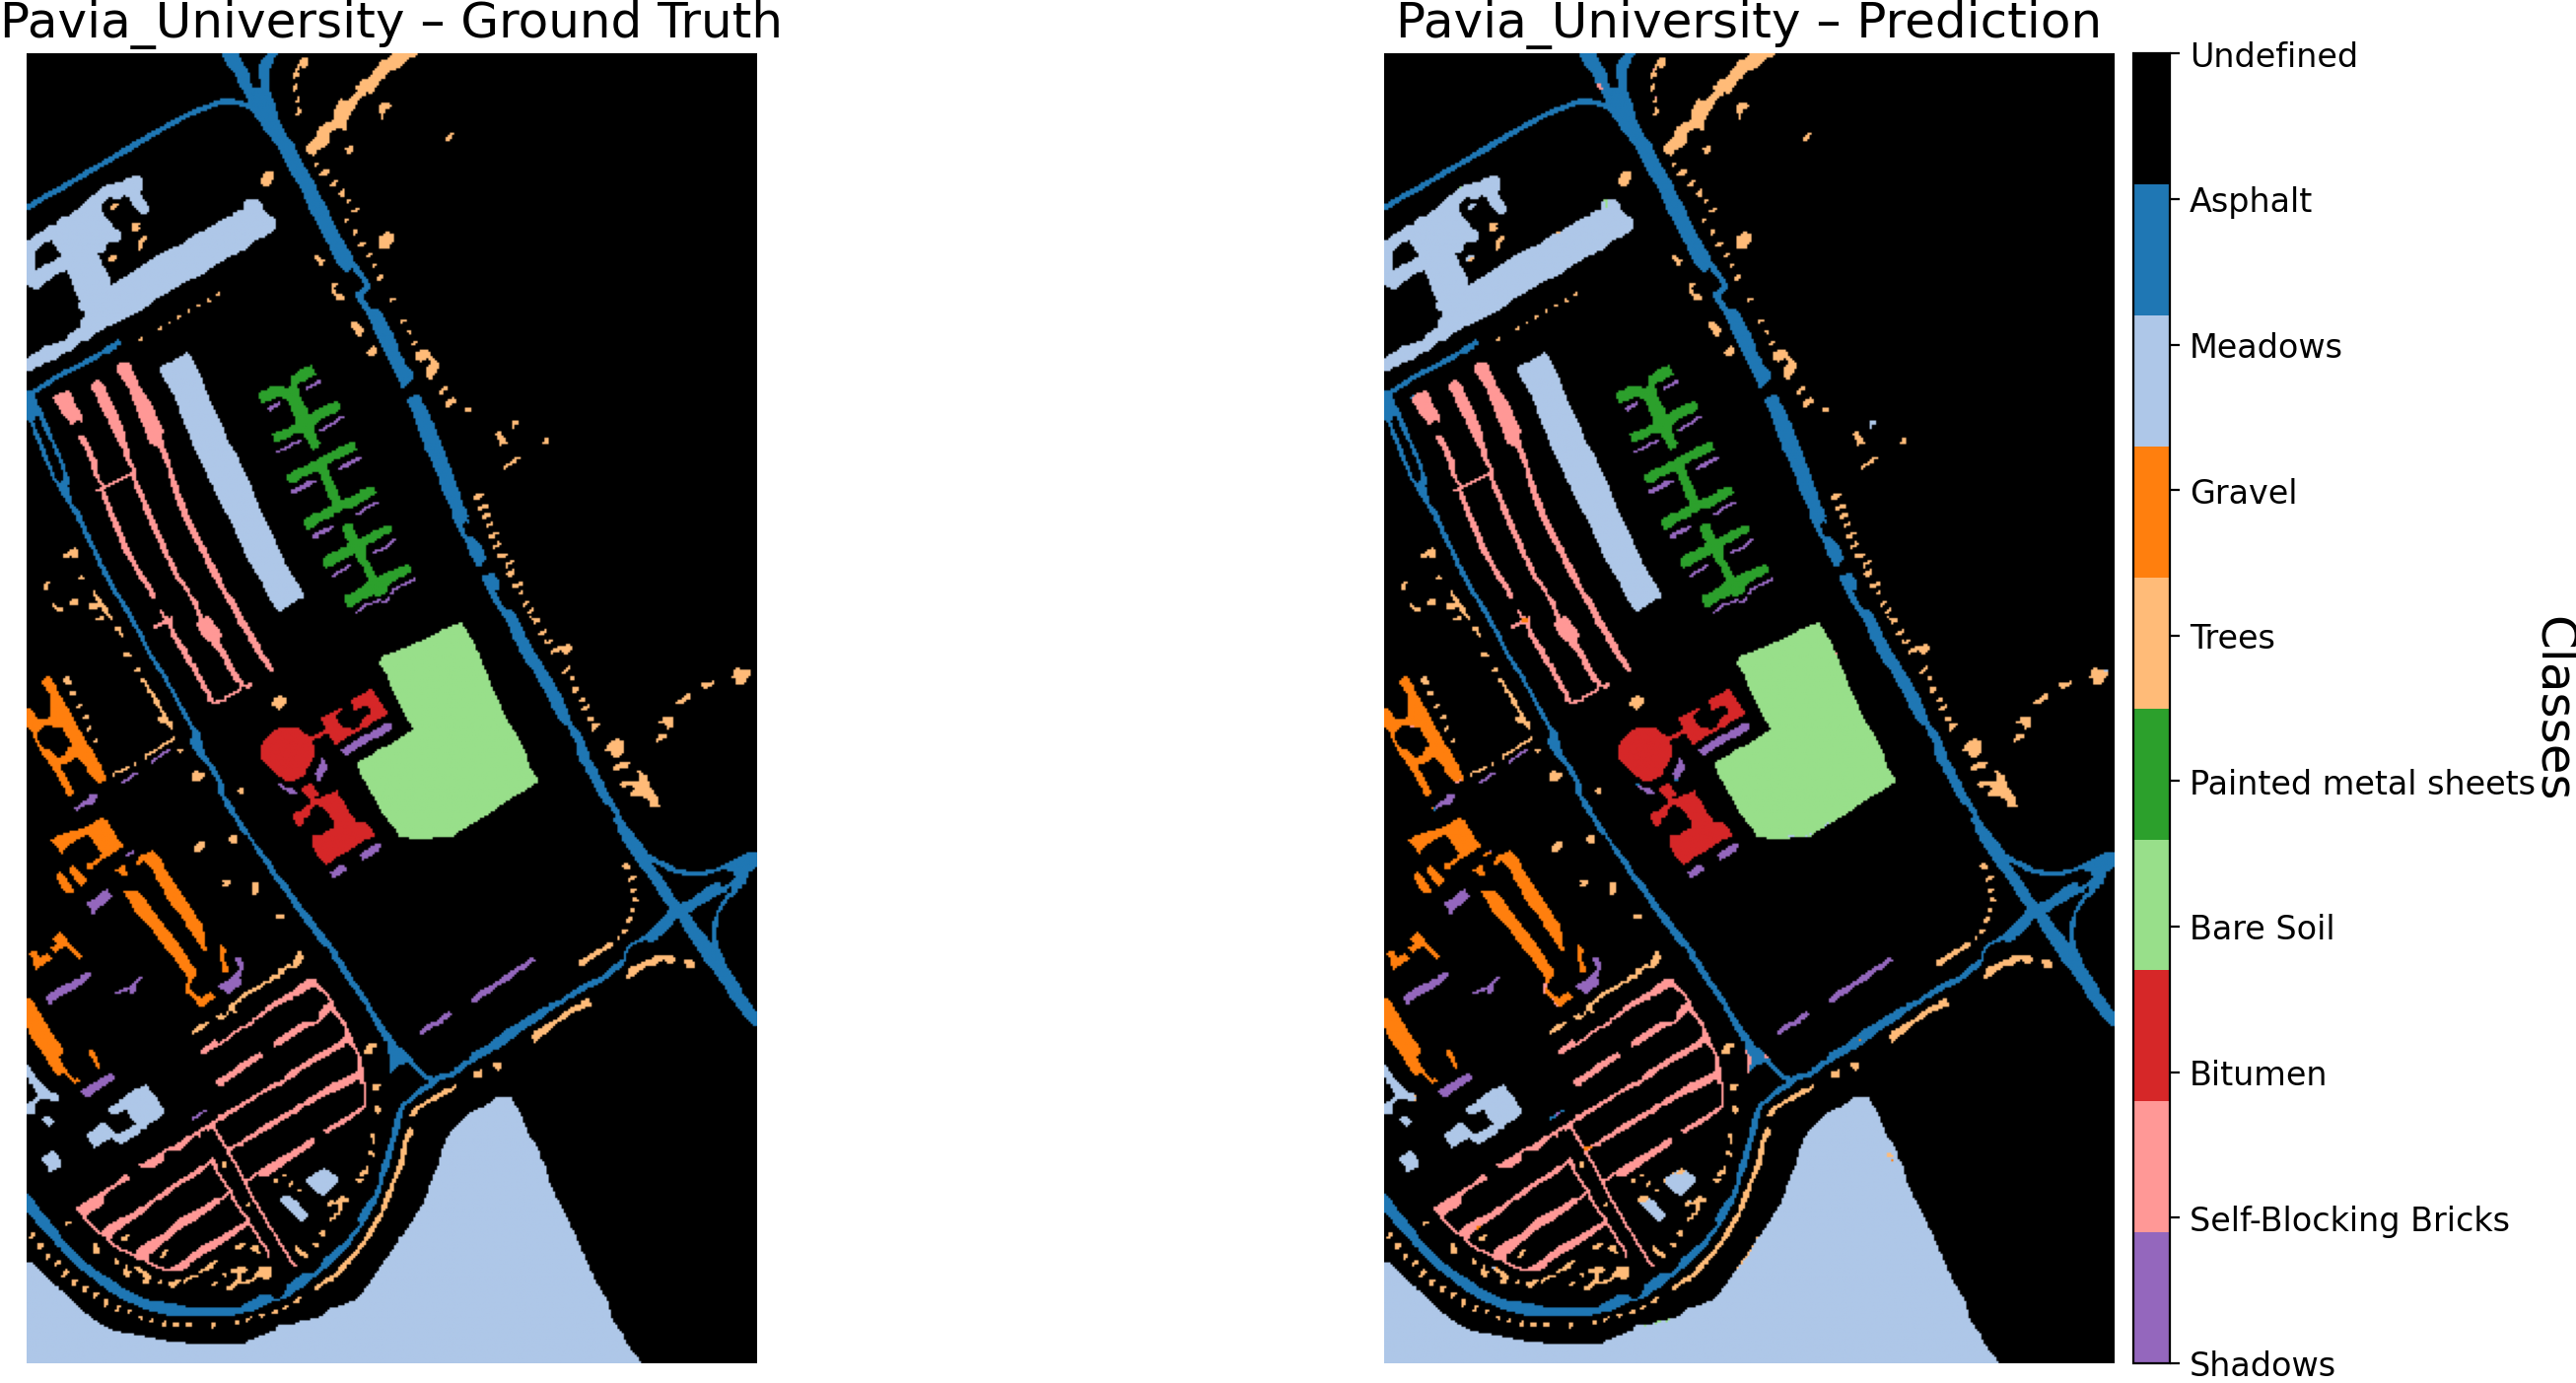 Pavia_University – Ground Truth
Pavia_University – Prediction
Undefined
Asphalt
Meadows
Gravel
Trees
Painted metal sheets
Bare Soil
Bitumen
Self-Blocking Bricks
Shadows
Classes